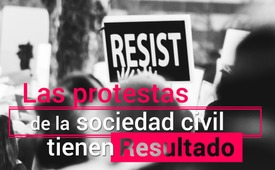 RESIST
Las protestas
de la sociedad civil
tienen Resultado